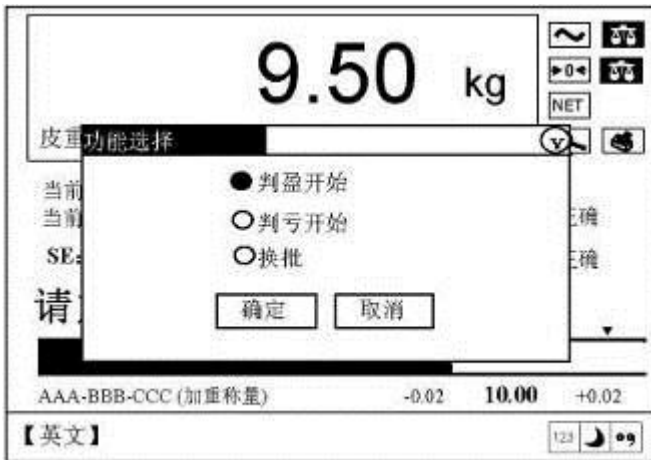 9.50 kg
→0←
NET
皮重
功能选择
v
判盈开始
当前
判亏开始
当前
正确
换批
SE:
正确
请
确定 取消
AAA-BBB-CCC (加重称量) -0.02 10.00 +0.02
【英文】 123